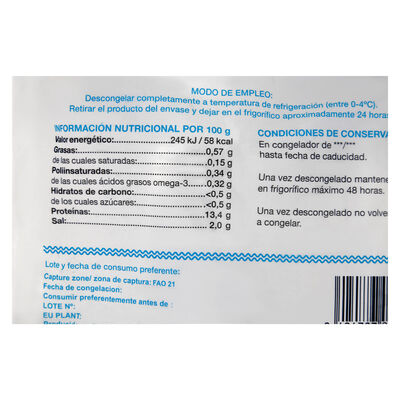 MODO DE EMPLEO:
Descongelar completamente a temperatura de refrigeración (entre 0-4ºC).
Retirar el producto del envase y dejar en el frigorífico aproximadamente 24 horas
INFORMACIÓN NUTRICIONAL POR 100 g
Valor energético: 245 kJ / 58 kcal
Grasas: 0,57 g
de las cuales saturadas: 0,15 g
Poliinsaturadas: 0,34 g
de las cuales ácidos grasos omega-3 0,32 g
Hidratos de carbono: <0,5 g
de los cuales azúcares: <0,5 g
Proteínas: 13,4 g
Sal: 2,0 g
CONDICIONES DE CONSERVA
En congelador de ***/***
hasta fecha de caducidad.
Una vez descongelado mantene
en frigorífico máximo 48 horas.
Una vez descongelado no volve
a congelar.
Lote y fecha de consumo preferente:
Capture zone/ zona de captura: FAO 21
Fecha de congelacion:
Consumir preferentemente antes de :
LOTE Nº:
EU PLANT: